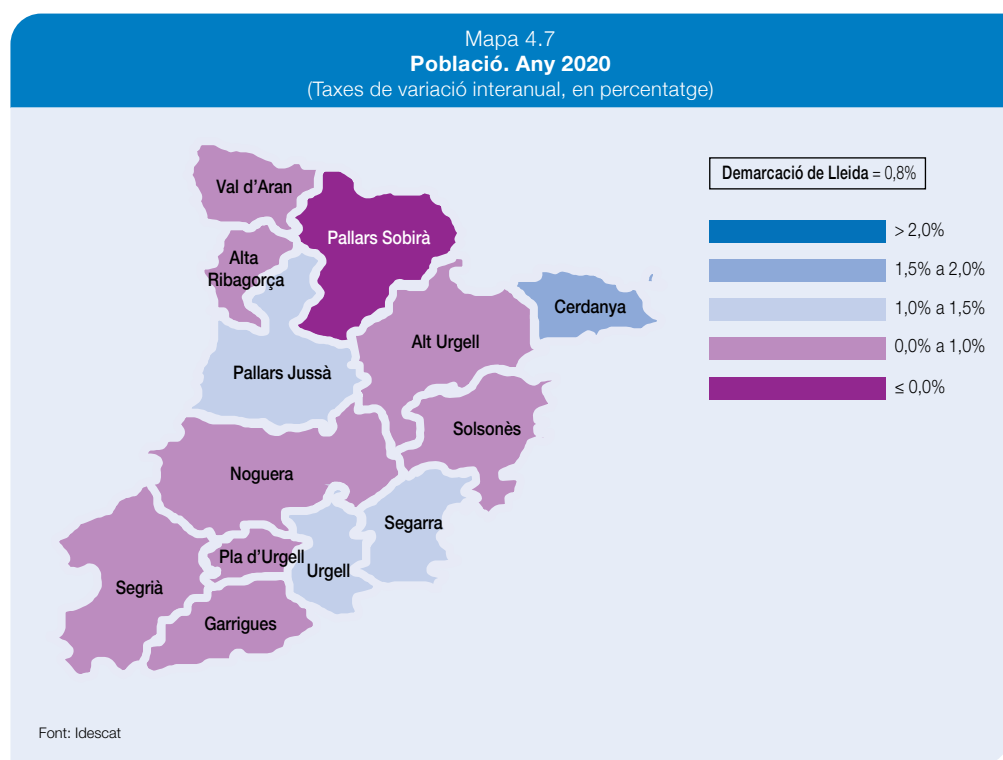 Mapa 4.7
Població. Any 2020
(Taxes de variació interanual, en percentatge)
Demarcació de Lleida = 0,8%
> 2,0%
1,5% a 2,0%
1,0% a 1,5%
0,0% a 1,0%
≤ 0,0%
Val d'Aran
Pallars Sobirà
Alta
Ribagorça
Cerdanya
Alt Urgell
Pallars Jussà
Solsonès
Noguera
Segarra
Pla d'Urgell
Urgell
Segrià
Garrigues
Font: Idescat